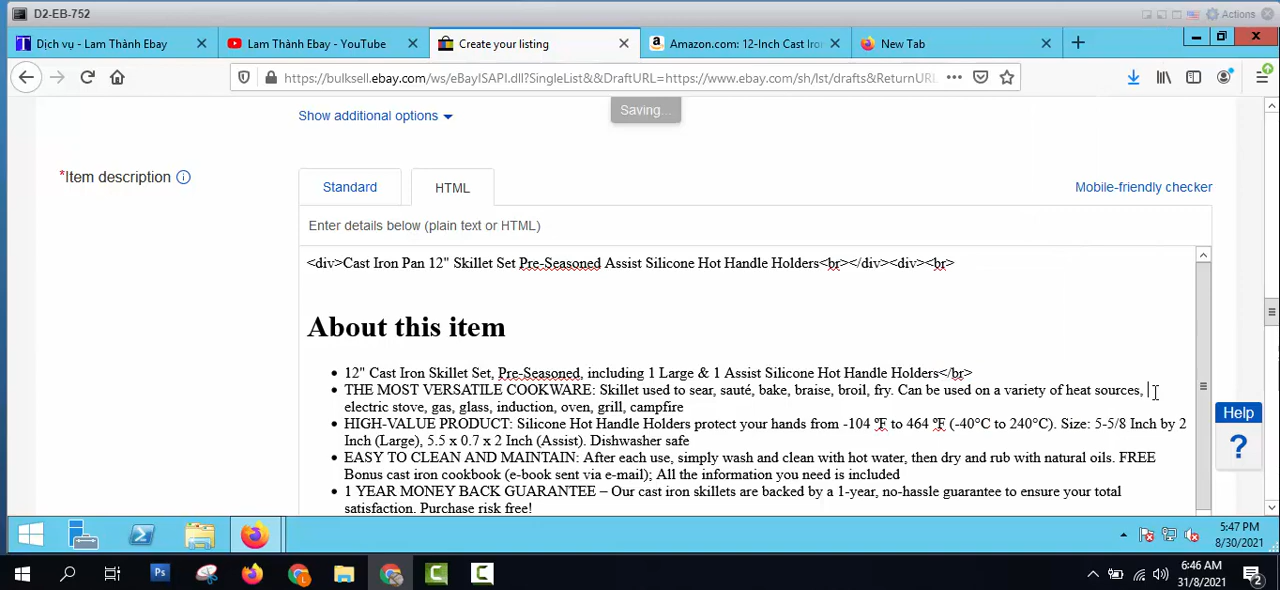 D2-EB-752
Actions
Dịch vụ - Lam Thành Ebay
Lam Thành Ebay - YouTube
Create your listing
Amazon.com: 12-Inch Cast Iron
New Tab
https://bulksell.ebay.com/ws/eBayISAPI.dll?SingleList&&DraftURL=https://www.ebay.com/sh/lst/drafts&ReturnURL
Show additional options
Saving...
*Item description
Standard
HTML
Mobile-friendly checker
Enter details below (plain text or HTML)
<div>Cast Iron Pan 12" Skillet Set Pre-Seasoned Assist Silicone Hot Handle Holders<br></div><div><br>
About this item
12" Cast Iron Skillet Set, Pre-Seasoned, including 1 Large & 1 Assist Silicone Hot Handle Holders</br>
THE MOST VERSATILE COOKWARE: Skillet used to sear, sauté, bake, braise, broil, fry. Can be used on a variety of heat sources,
electric stove, gas, glass, induction, oven, grill, campfire
HIGH-VALUE PRODUCT: Silicone Hot Handle Holders protect your hands from -104 ºF to 464 ºF (-40°C to 240°C). Size: 5-5/8 Inch by 2
Inch (Large), 5.5 x 0.7 x 2 Inch (Assist). Dishwasher safe
EASY TO CLEAN AND MAINTAIN: After each use, simply wash and clean with hot water, then dry and rub with natural oils. FREE
Bonus cast iron cookbook (e-book sent via e-mail); All the information you need is included
1 YEAR MONEY BACK GUARANTEE – Our cast iron skillets are backed by a 1-year, no-hassle guarantee to ensure your total
satisfaction. Purchase risk free!
Help
?
5:47 PM
8/30/2021
Ps
6:46 AM
31/8/2021
2